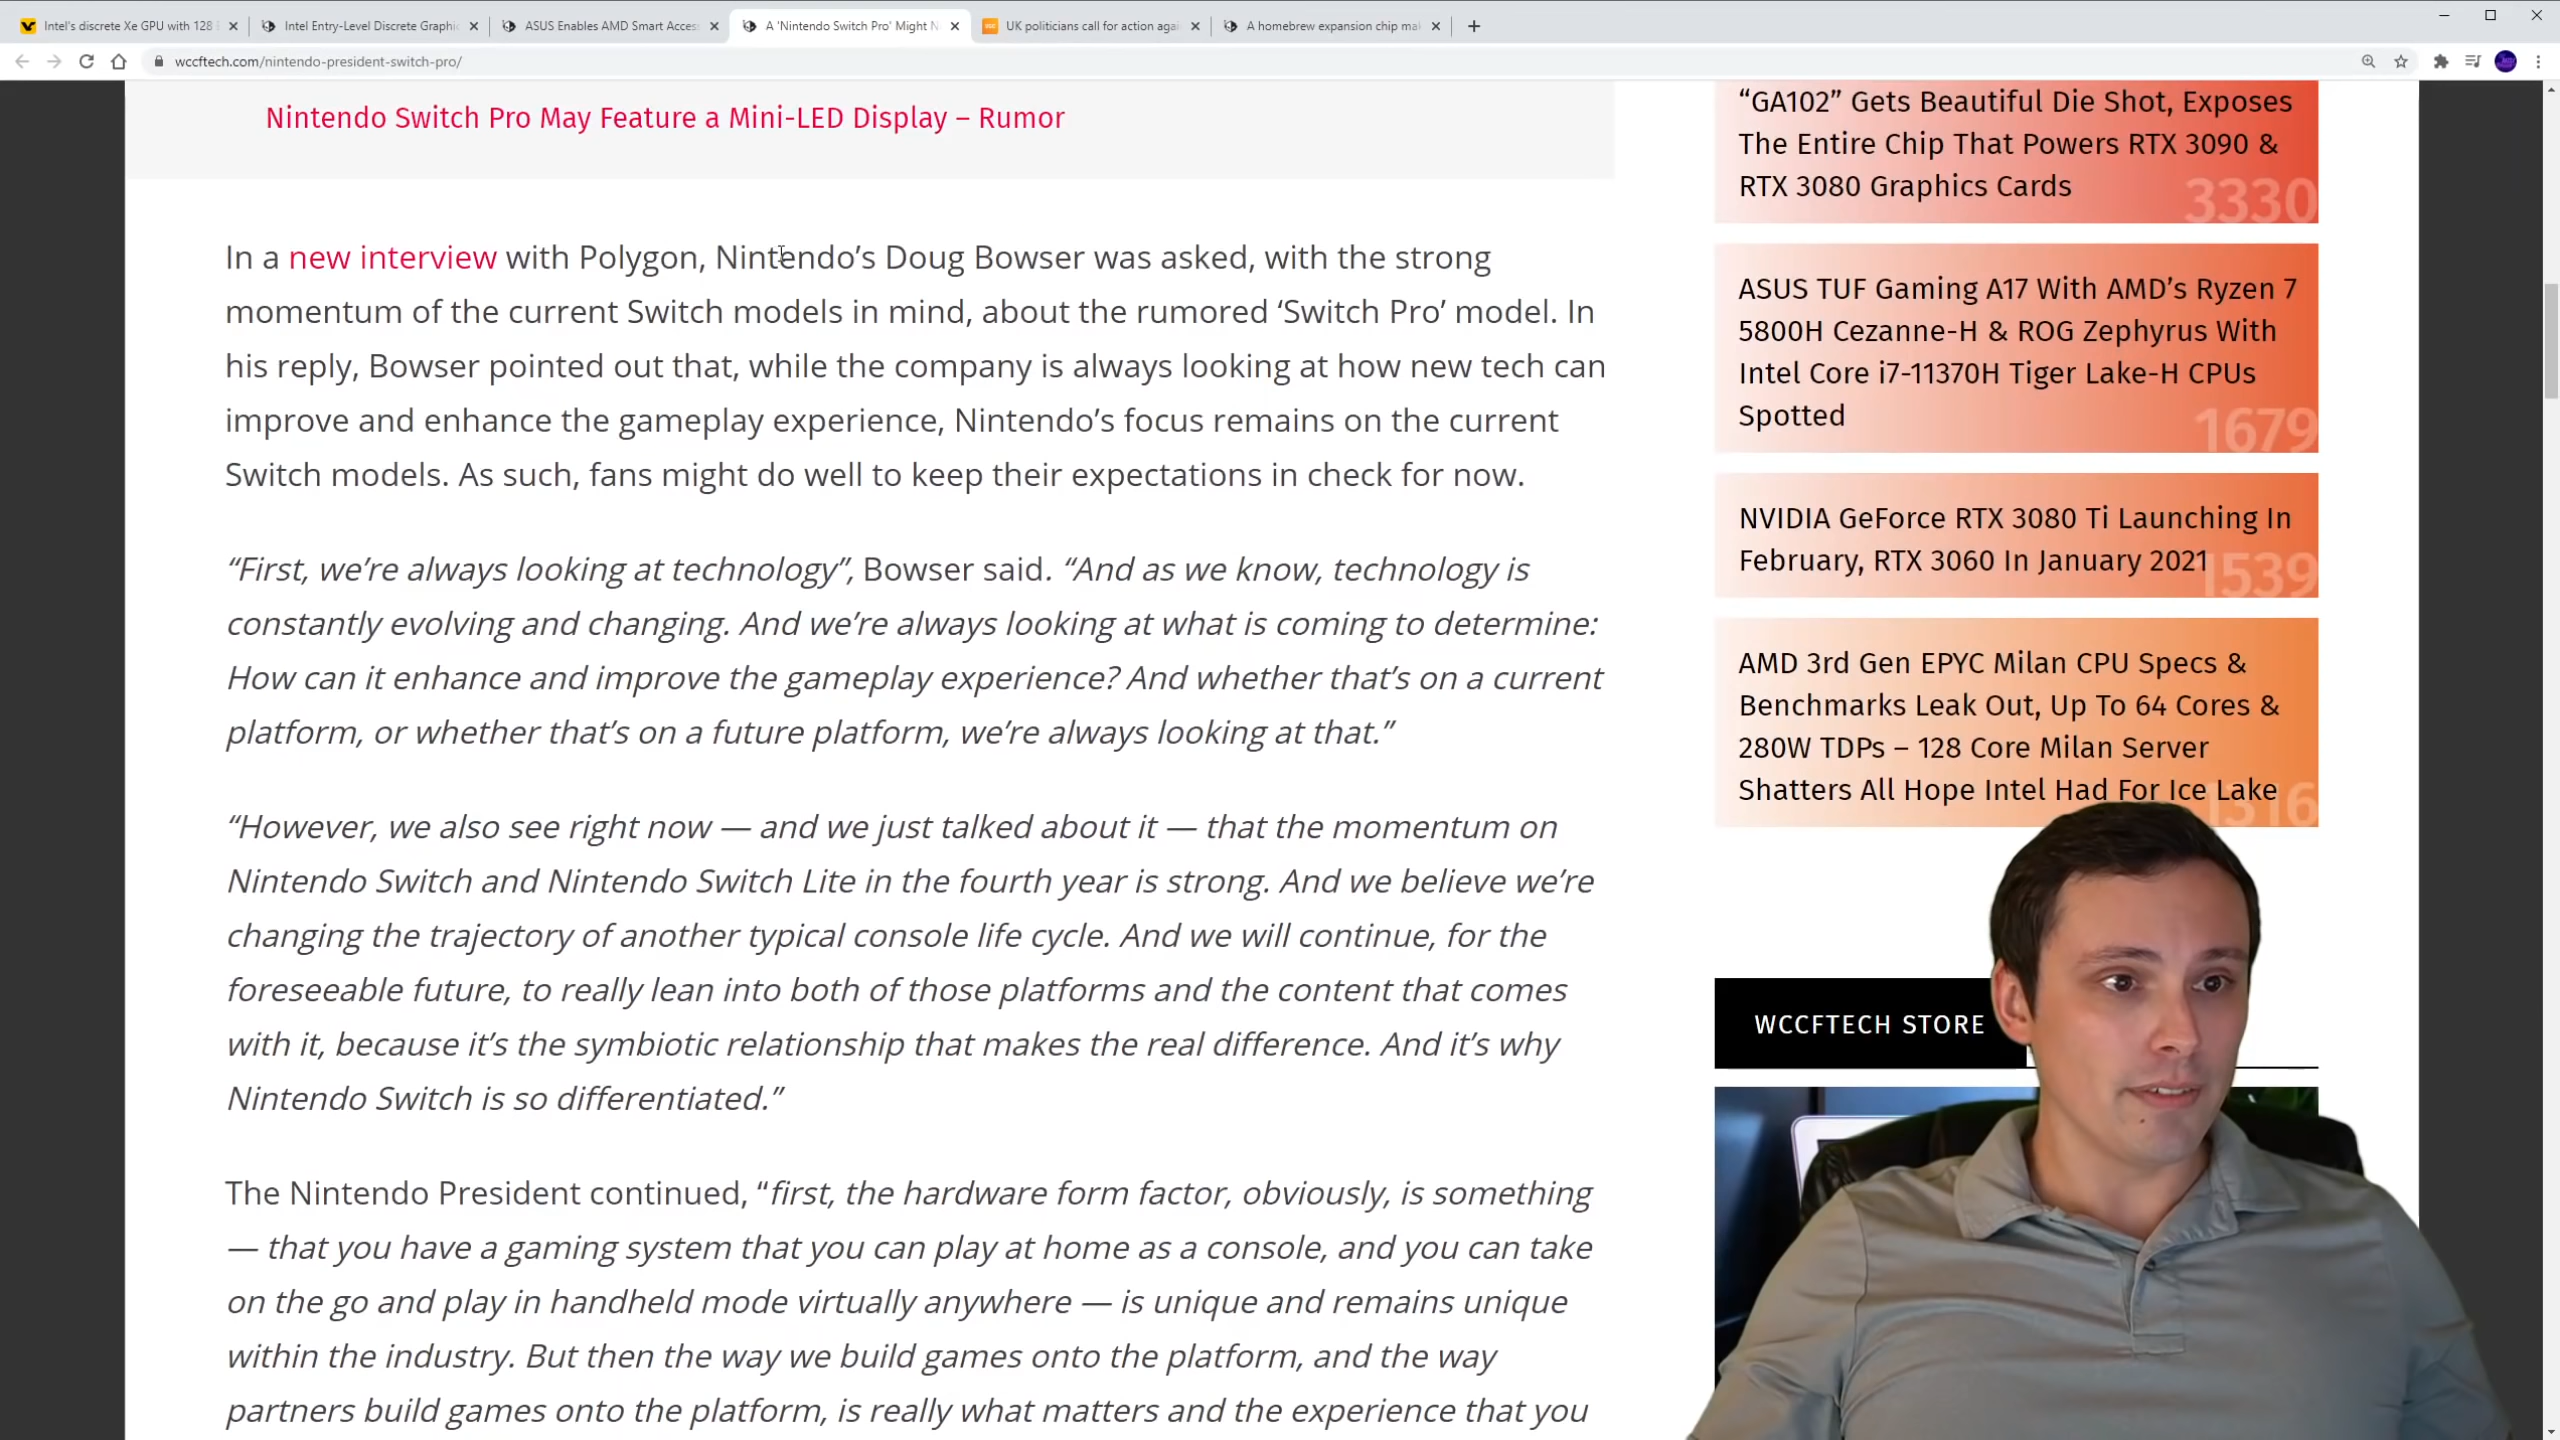 Intel's discrete Xe GPU with 128
Intel Entry-Level Discrete Graphic
ASUS Enables AMD Smart Access
A 'Nintendo Switch Pro' Might N
UK politicians call for action agai
A homebrew expansion chip mak
wccftech.com/nintendo-president-switch-pro/
Nintendo Switch Pro May Feature a Mini-LED Display – Rumor
In a new interview with Polygon, Nintendo’s Doug Bowser was asked, with the strong
momentum of the current Switch models in mind, about the rumored ‘Switch Pro’ model. In
his reply, Bowser pointed out that, while the company is always looking at how new tech can
improve and enhance the gameplay experience, Nintendo’s focus remains on the current
Switch models. As such, fans might do well to keep their expectations in check for now.
“First, we’re always looking at technology”, Bowser said. “And as we know, technology is
constantly evolving and changing. And we’re always looking at what is coming to determine:
How can it enhance and improve the gameplay experience? And whether that’s on a current
platform, or whether that’s on a future platform, we’re always looking at that.”
“However, we also see right now — and we just talked about it — that the momentum on
Nintendo Switch and Nintendo Switch Lite in the fourth year is strong. And we believe we’re
changing the trajectory of another typical console life cycle. And we will continue, for the
foreseeable future, to really lean into both of those platforms and the content that comes
with it, because it’s the symbiotic relationship that makes the real difference. And it’s why
Nintendo Switch is so differentiated.”
The Nintendo President continued, “first, the hardware form factor, obviously, is something
— that you have a gaming system that you can play at home as a console, and you can take
on the go and play in handheld mode virtually anywhere — is unique and remains unique
within the industry. But then the way we build games onto the platform, and the way
partners build games onto the platform, is really what matters and the experience that you
“GA102” Gets Beautiful Die Shot, Exposes
The Entire Chip That Powers RTX 3090 &
RTX 3080 Graphics Cards
3330
ASUS TUF Gaming A17 With AMD’s Ryzen 7
5800H Cezanne-H & ROG Zephyrus With
Intel Core i7-11370H Tiger Lake-H CPUs
Spotted
1679
NVIDIA GeForce RTX 3080 Ti Launching In
February, RTX 3060 In January 2021
1539
AMD 3rd Gen EPYC Milan CPU Specs &
Benchmarks Leak Out, Up To 64 Cores &
280W TDPs – 128 Core Milan Server
Shatters All Hope Intel Had For Ice Lake
1316
WCCFTECH STORE